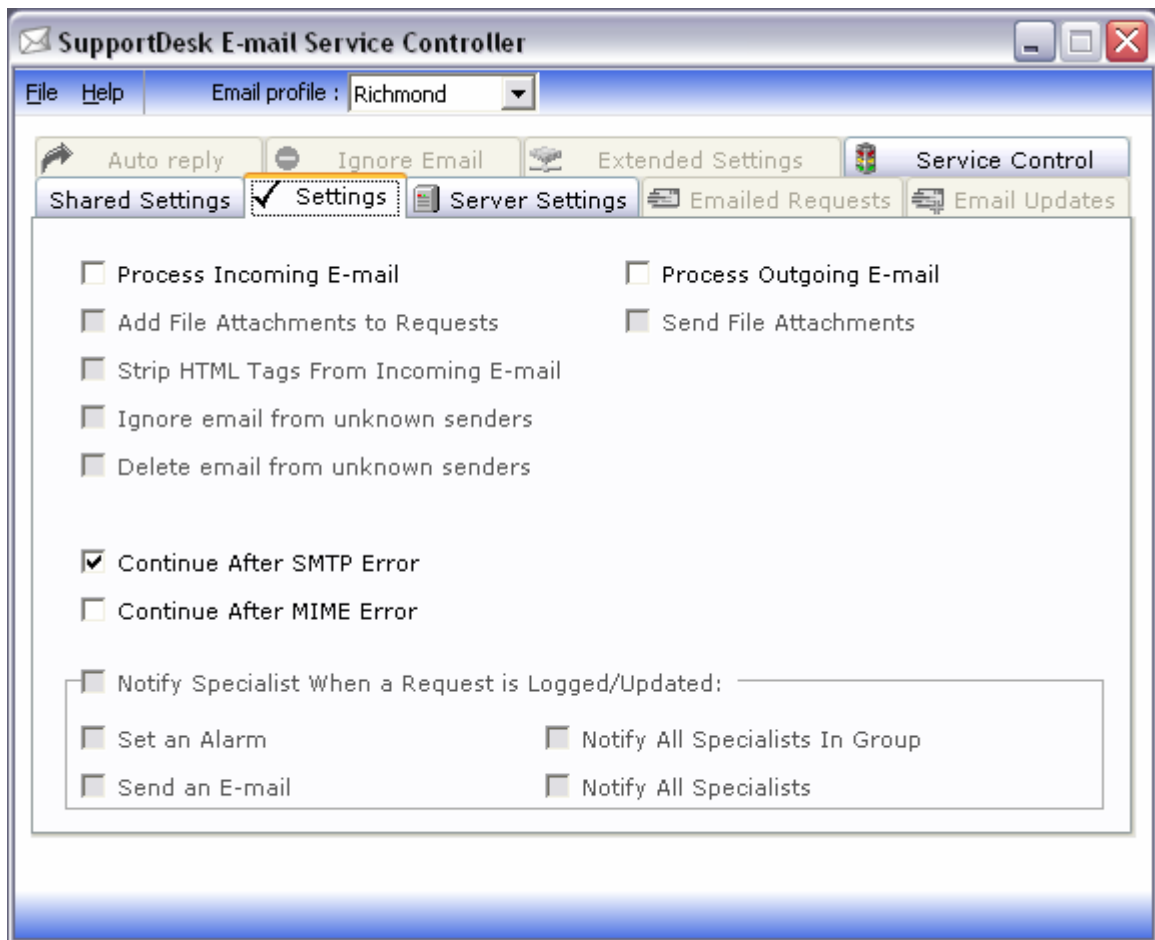 SupportDesk E-mail Service Controller
File Help Email profile : Richmond
Auto reply Ignore Email Extended Settings Service Control
Shared Settings Settings Server Settings Emailed Requests Email Updates
Process Incoming E-mail Process Outgoing E-mail
Add File Attachments to Requests Send File Attachments
Strip HTML Tags From Incoming E-mail
Ignore email from unknown senders
Delete email from unknown senders
Continue After SMTP Error
Continue After MIME Error
Notify Specialist When a Request is Logged/Updated:
Set an Alarm Notify All Specialists In Group
Send an E-mail Notify All Specialists